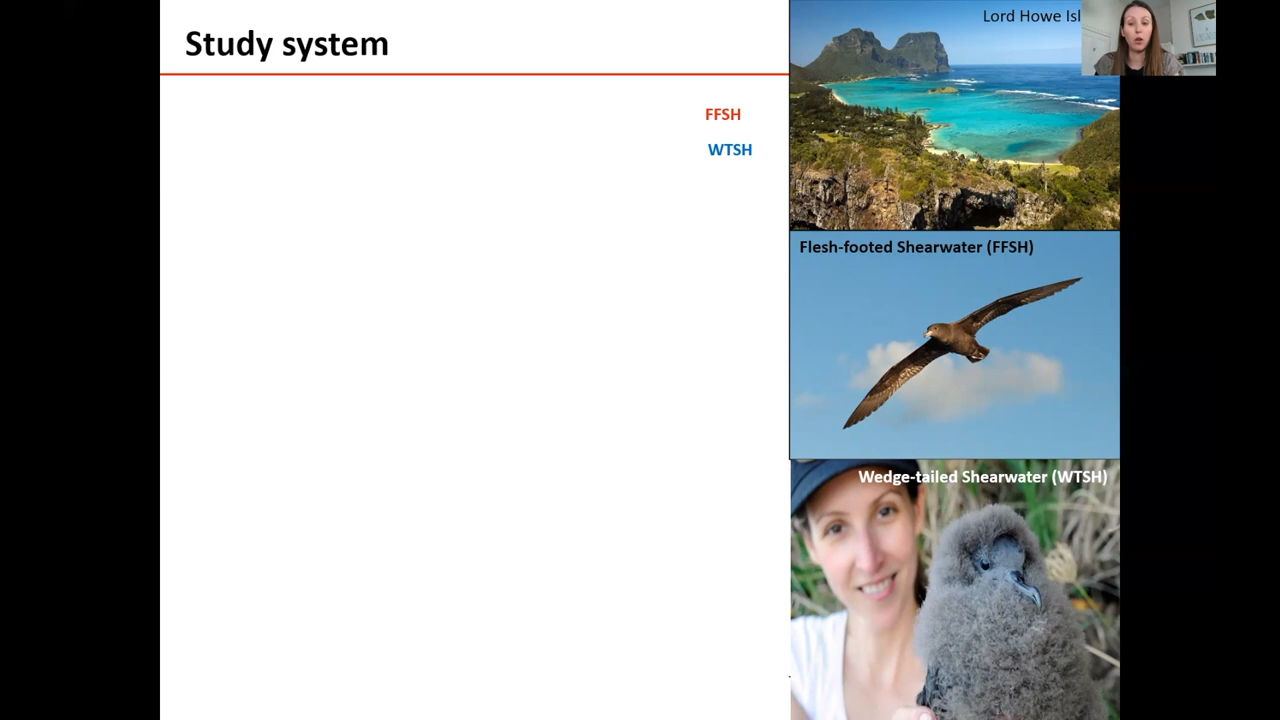 Study system
FFSH
WTSH
Lord Howe Isl
Flesh-footed Shearwater (FFSH)
Wedge-tailed Shearwater (WTSH)